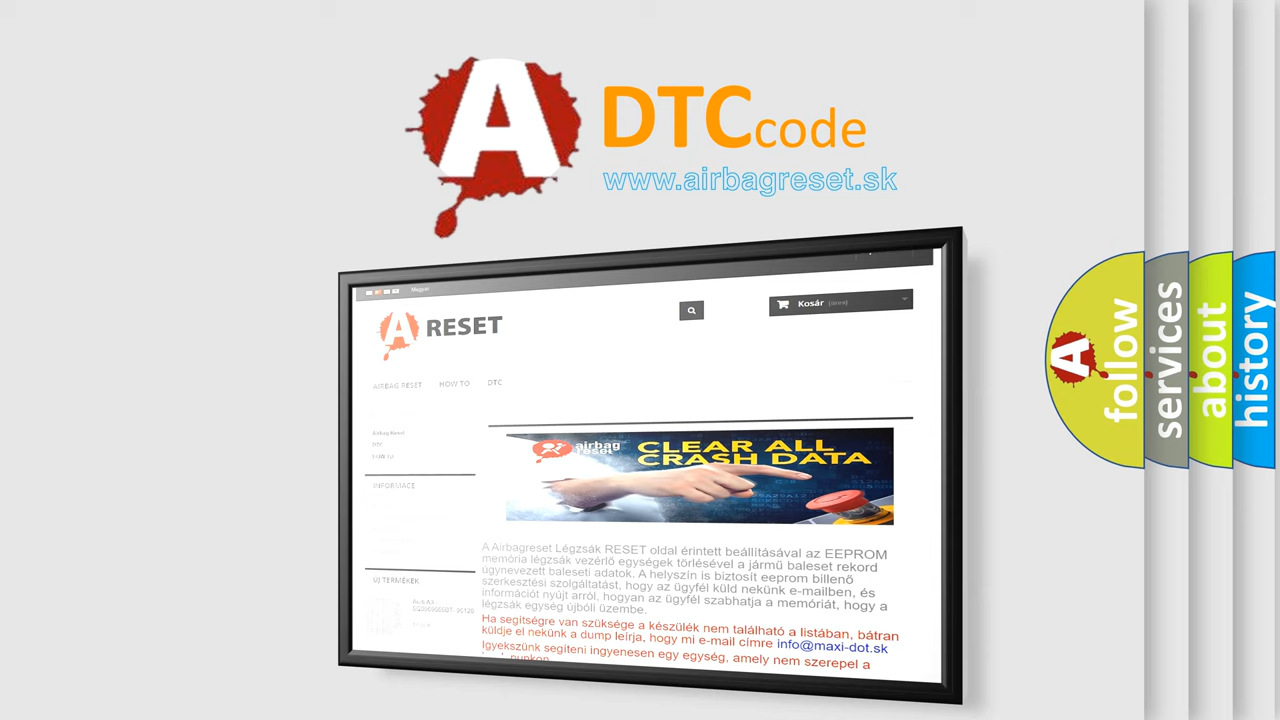 A DTC code
www.airbagreset.sk
Magyar
Kosár (üres)
A RESET
AIRBAG RESET HOW TO DTC
Airbag Reset
DTC
HOW TO
INFORMACE
airbag reset
CLEAR ALL
CRASH DATA
A Airbagreset Légzsák RESET oldal érintett beállításával az EEPROM
memória légzsák vezérlő egységek törlésével a jármű baleset rekord
úgynevezett baleseti adatok. A helyszín is biztosít eeprom billenő
szerkesztési szolgáltatást, hogy az ügyfél küld nekünk e-mailben, és
információt nyújt arról, hogyan az ügyfél szabhatja a memóriát, hogy a
légzsák egység újbóli üzembe.
Ha segítségre van szüksége a készülék nem található a listában, bátran
küldje el nekünk a dump leírja, hogy mi e-mail címre info@maxi-dot.sk
Igyekszünk segíteni ingyenesen egy egység, amely nem szerepel a
ÚJ TERMÉKEK
A follow
services
about
history